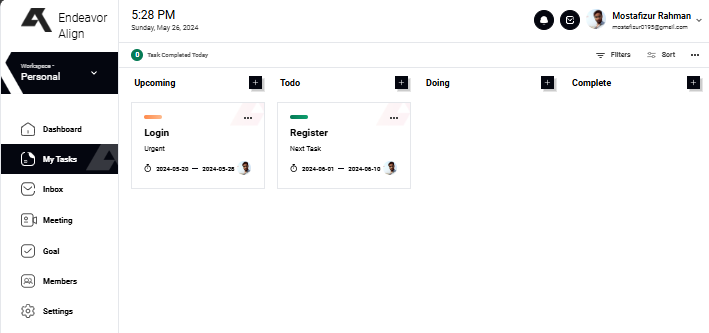 Endeavor
Align
5:28 PM
Sunday, May 26, 2024
Mostafizur Rahman
mostafizur0195@gmail.com
Workspace -
Personal
0 Task Completed Today
Filters
Sort
Upcoming
Todo
Doing
Complete
Login
Urgent
2024-05-20 — 2024-05-28
Register
Next Task
2024-06-01 — 2024-06-10
Dashboard
My Tasks
Inbox
Meeting
Goal
Members
Settings